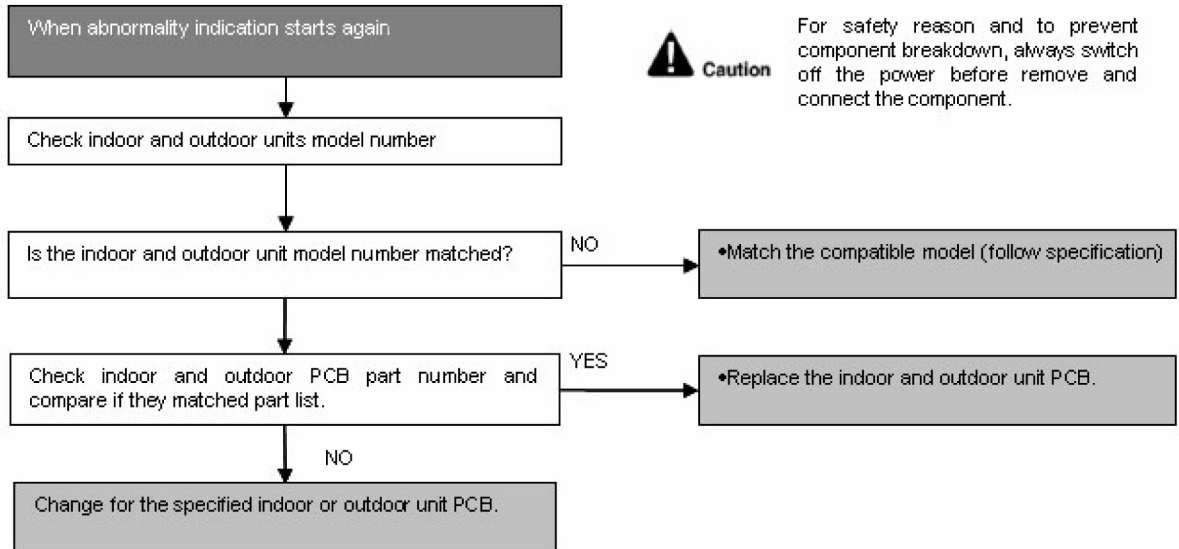 When abnormality indication starts again
For safety reason and to prevent
component breakdown, always switch
off the power before remove and
connect the component.
Caution
Check indoor and outdoor units model number
Is the indoor and outdoor unit model number matched?
NO
•Match the compatible model (follow specification)
Check indoor and outdoor PCB part number and
compare if they matched part list.
YES
•Replace the indoor and outdoor unit PCB.
NO
Change for the specified indoor or outdoor unit PCB.